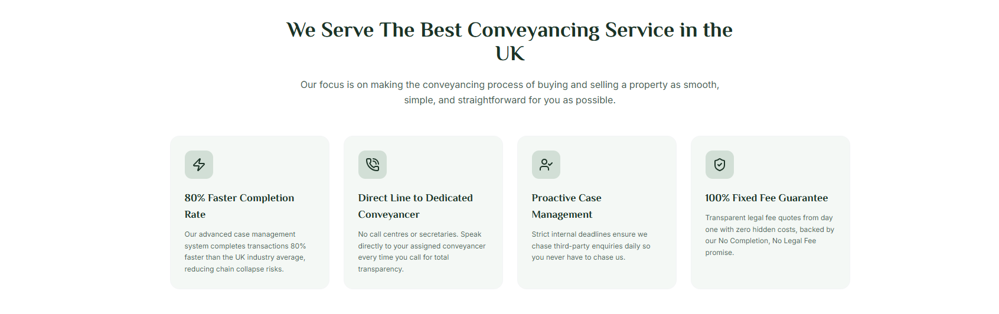 We Serve The Best Conveyancing Service in the
UK
Our focus is on making the conveyancing process of buying and selling a property as smooth,
simple, and straightforward for you as possible.
80% Faster Completion
Rate
Our advanced case management
system completes transactions 80%
faster than the UK industry average,
reducing chain collapse risks.
Direct Line to Dedicated
Conveyancer
No call centres or secretaries. Speak
directly to your assigned conveyancer
every time you call for total
transparency.
Proactive Case
Management
Strict internal deadlines ensure we
chase third-party enquiries daily so
you never have to chase us.
100% Fixed Fee Guarantee
Transparent legal fee quotes from day
one with zero hidden costs, backed by
our No Completion, No Legal Fee
promise.